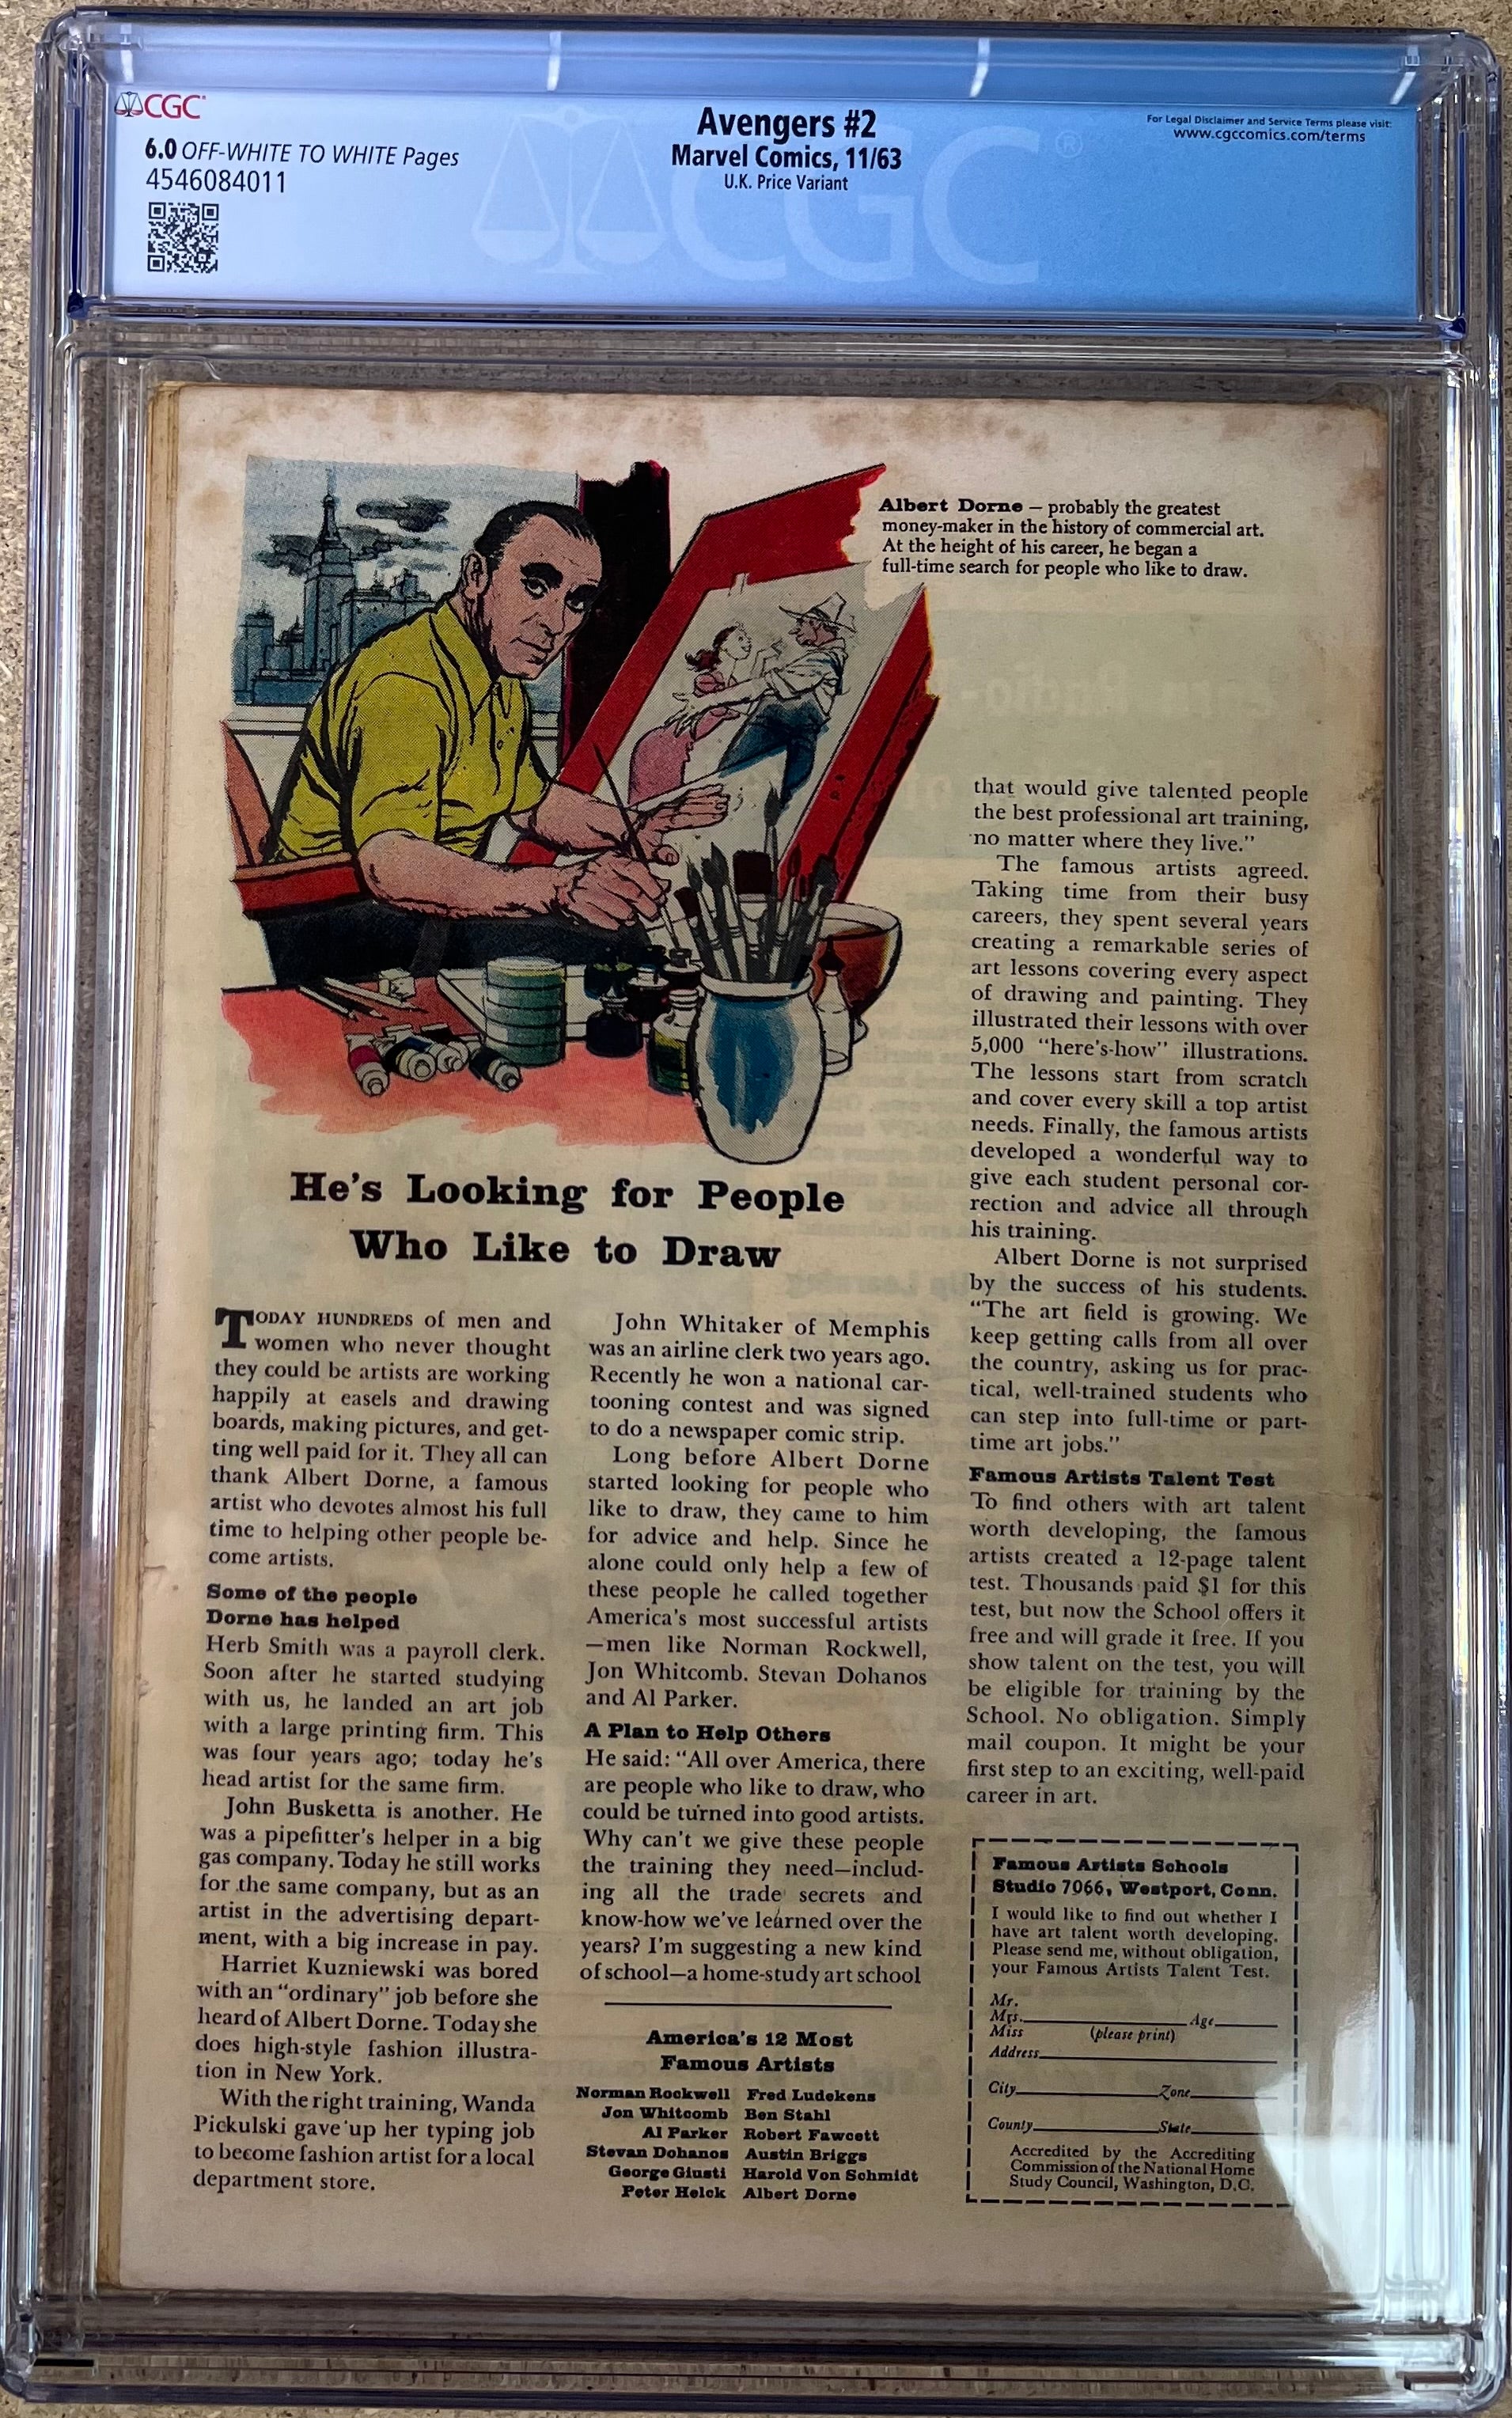 CGC
6.0 OFF-WHITE TO WHITE Pages
4546084011
Avengers #2
Marvel Comics, 11/63
U.K. Price Variant
For Legal Disclaimer and Service Terms please visit:
www.cgccomics.com/terms
CGC®
Albert Dorne — probably the greatest
money-maker in the history of commercial art.
At the height of his career, he began a
full-time search for people who like to draw.
He's Looking for People
Who Like to Draw
TODAY HUNDREDS of men and
women who never thought
they could be artists are working
happily at easels and drawing
boards, making pictures, and get-
ting well paid for it. They all can
thank Albert Dorne, a famous
artist who devotes almost his full
time to helping other people be-
come artists.
Some of the people
Dorne has helped
Herb Smith was a payroll clerk.
Soon after he started studying
with us, he landed an art job
with a large printing firm. This
was four years ago; today he's
head artist for the same firm.
John Busketta is another. He
was a pipefitter's helper in a big
gas company. Today he still works
for the same company, but as an
artist in the advertising depart-
ment, with a big increase in pay.
Harriet Kuzniewski was bored
with an "ordinary" job before she
heard of Albert Dorne. Today she
does high-style fashion illustra-
tion in New York.
With the right training, Wanda
Pickulski gave up her typing job
to become fashion artist for a local
department store.
John Whitaker of Memphis
was an airline clerk two years ago.
Recently he won a national car-
tooning contest and was signed
to do a newspaper comic strip.
Long before Albert Dorne
started looking for people who
like to draw, they came to him
for advice and help. Since he
alone could only help a few of
these people he called together
America's most successful artists
—men like Norman Rockwell,
Jon Whitcomb. Stevan Dohanos
and Al Parker.
A Plan to Help Others
He said: "All over America, there
are people who like to draw, who
could be turned into good artists.
Why can't we give these people
the training they need—includ-
ing all the trade secrets and
know-how we've learned over the
years? I'm suggesting a new kind
of school—a home-study art school
America's 12 Most
Famous Artists
Norman Rockwell Fred Ludekens
Jon Whitcomb Ben Stahl
Al Parker Robert Fawcett
Stevan Dohanos Austin Briggs
George Giusti Harold Von Schmidt
Peter Helck Albert Dorne
that would give talented people
the best professional art training,
no matter where they live."
The famous artists agreed.
Taking time from their busy
careers, they spent several years
creating a remarkable series of
art lessons covering every aspect
of drawing and painting. They
illustrated their lessons with over
5,000 "here's-how" illustrations.
The lessons start from scratch
and cover every skill a top artist
needs. Finally, the famous artists
developed a wonderful way to
give each student personal cor-
rection and advice all through
his training.
Albert Dorne is not surprised
by the success of his students.
"The art field is growing. We
keep getting calls from all over
the country, asking us for prac-
tical, well-trained students who
can step into full-time or part-
time art jobs."
Famous Artists Talent Test
To find others with art talent
worth developing, the famous
artists created a 12-page talent
test. Thousands paid $1 for this
test, but now the School offers it
free and will grade it free. If you
show talent on the test, you will
be eligible for training by the
School. No obligation. Simply
mail coupon. It might be your
first step to an exciting, well-paid
career in art.
Famous Artists Schools
Studio 7066, Westport, Conn.
I would like to find out whether I
have art talent worth developing.
Please send me, without obligation,
your Famous Artists Talent Test.
Mr.
Mrs. Age
Miss (please print)
Address
City Zone
County State
Accredited by the Accrediting
Commission of the National Home
Study Council, Washington, D.C.